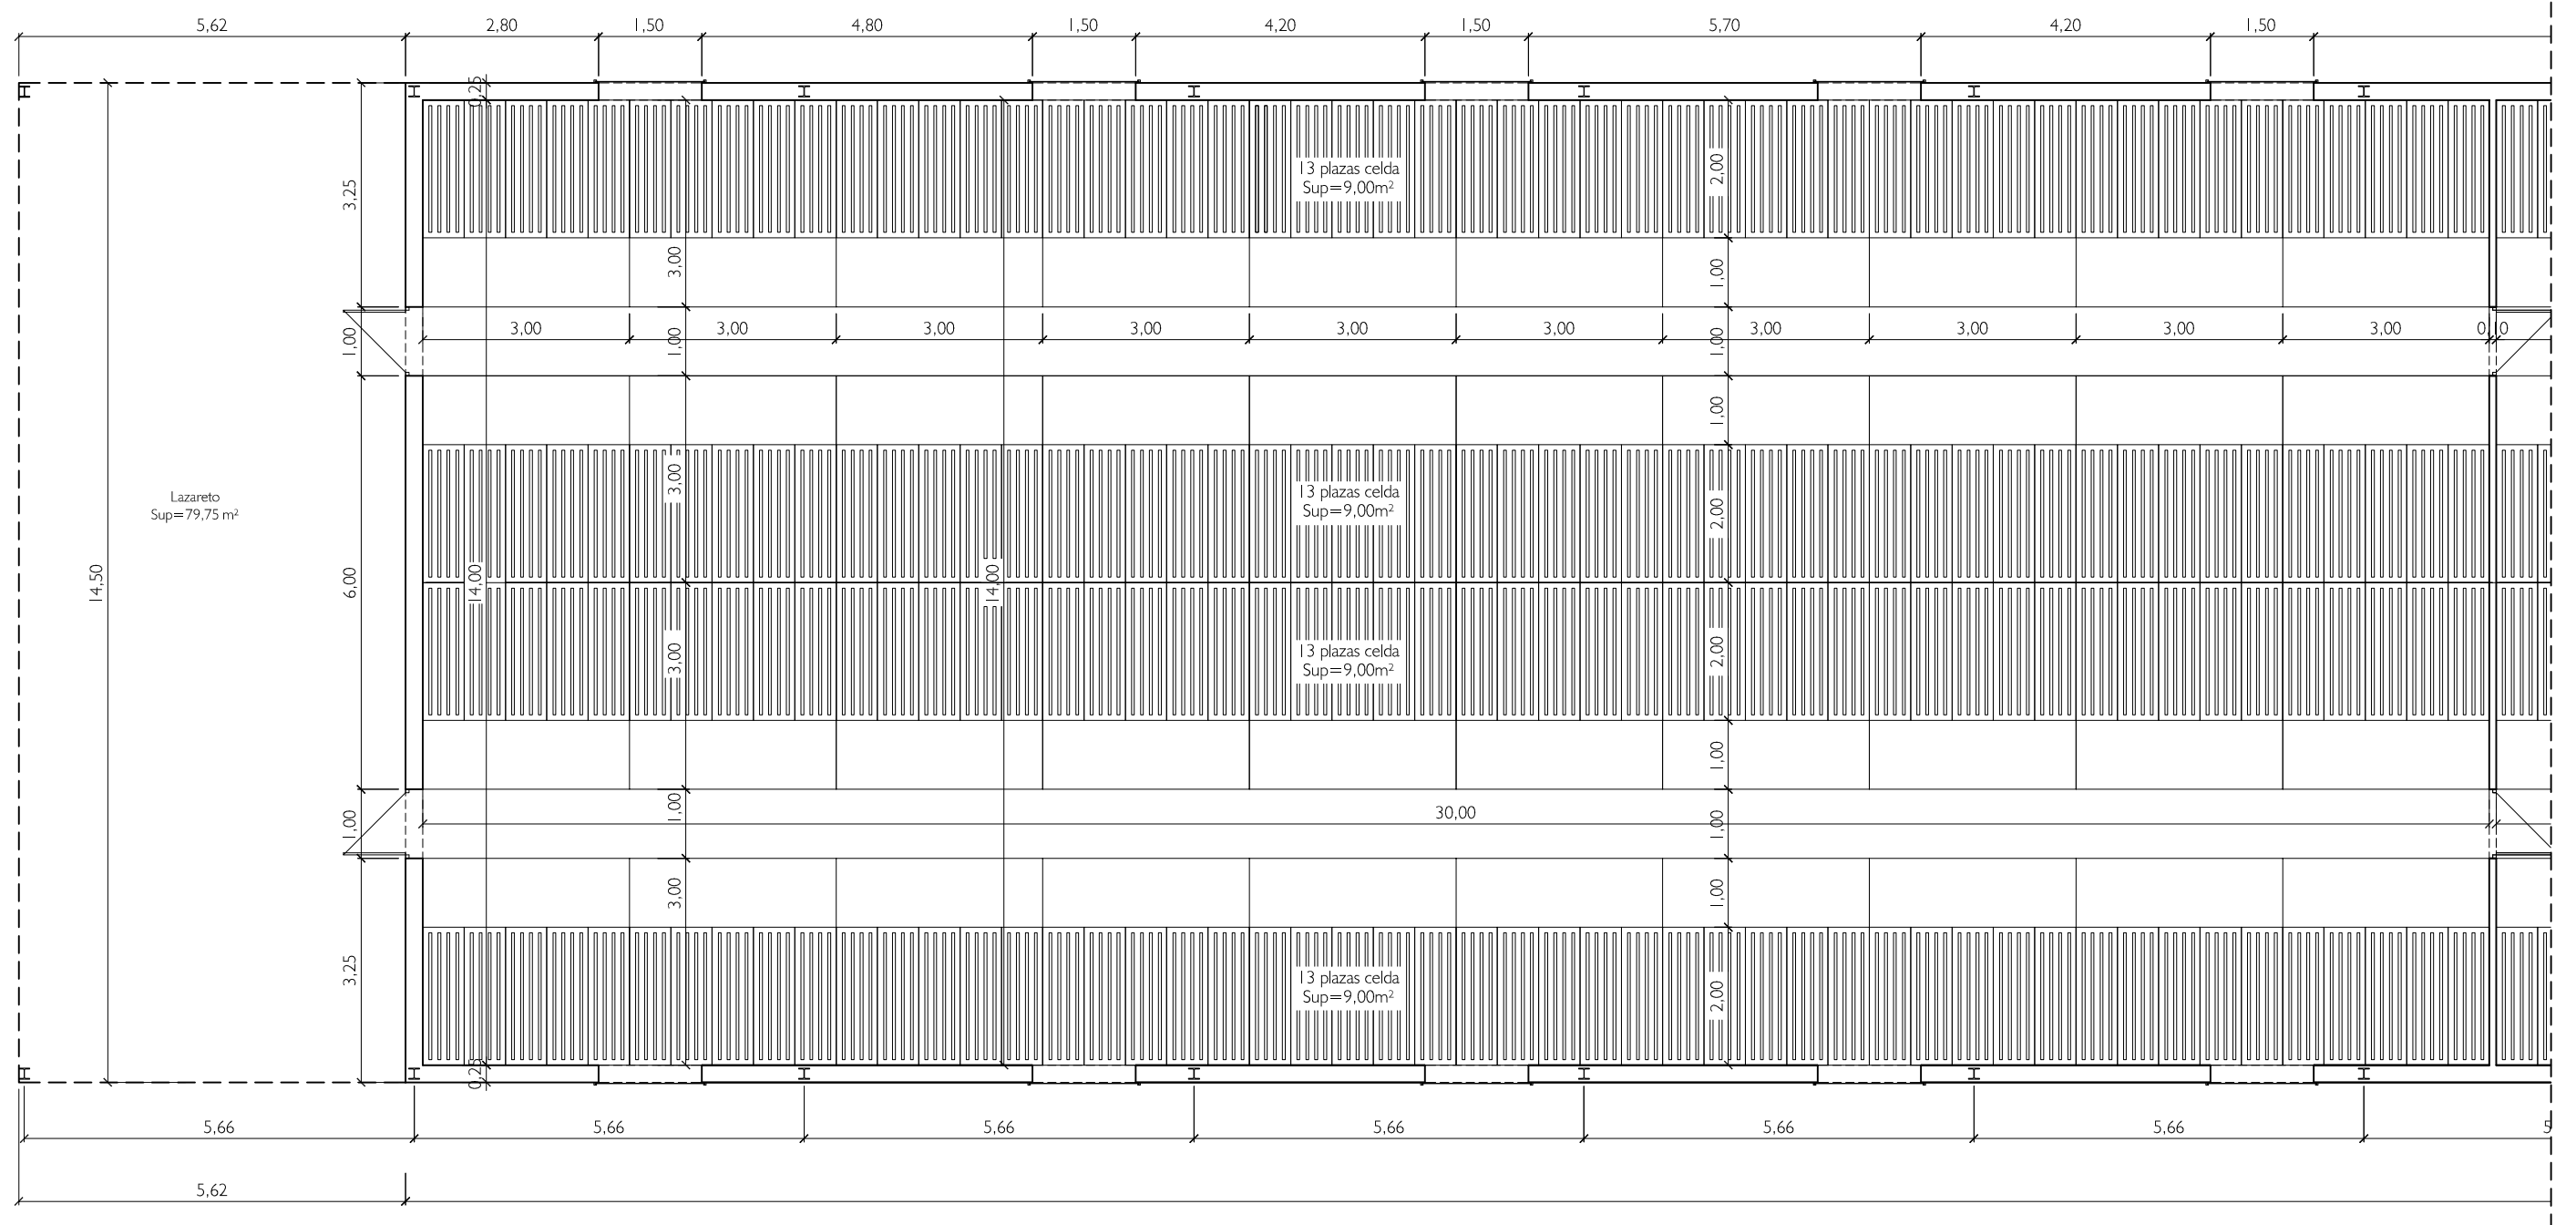 5,62 2,80 1,50 4,80 1,50 4,20 1,50 5,70 4,20 1,50
0,25
13 plazas celda
Sup=9,00m²
2,00
3,25
3,00
1,00
1,00 3,00 3,00 1,00 3,00 3,00 3,00 3,00 1,00 3,00 3,00 3,00 3,00 0,10
1,00
3,00
13 plazas celda
Sup=9,00m²
2,00
Lazareto
Sup=79,75 m²
14,50
6,00
14,00
14,00
3,00
13 plazas celda
Sup=9,00m²
2,00
1,00
1,00
1,00
30,00
1,00
3,00
1,00
3,25
13 plazas celda
Sup=9,00m²
2,00
0,25
5,66 5,66 5,66 5,66 5,66 5,66 5
5,62